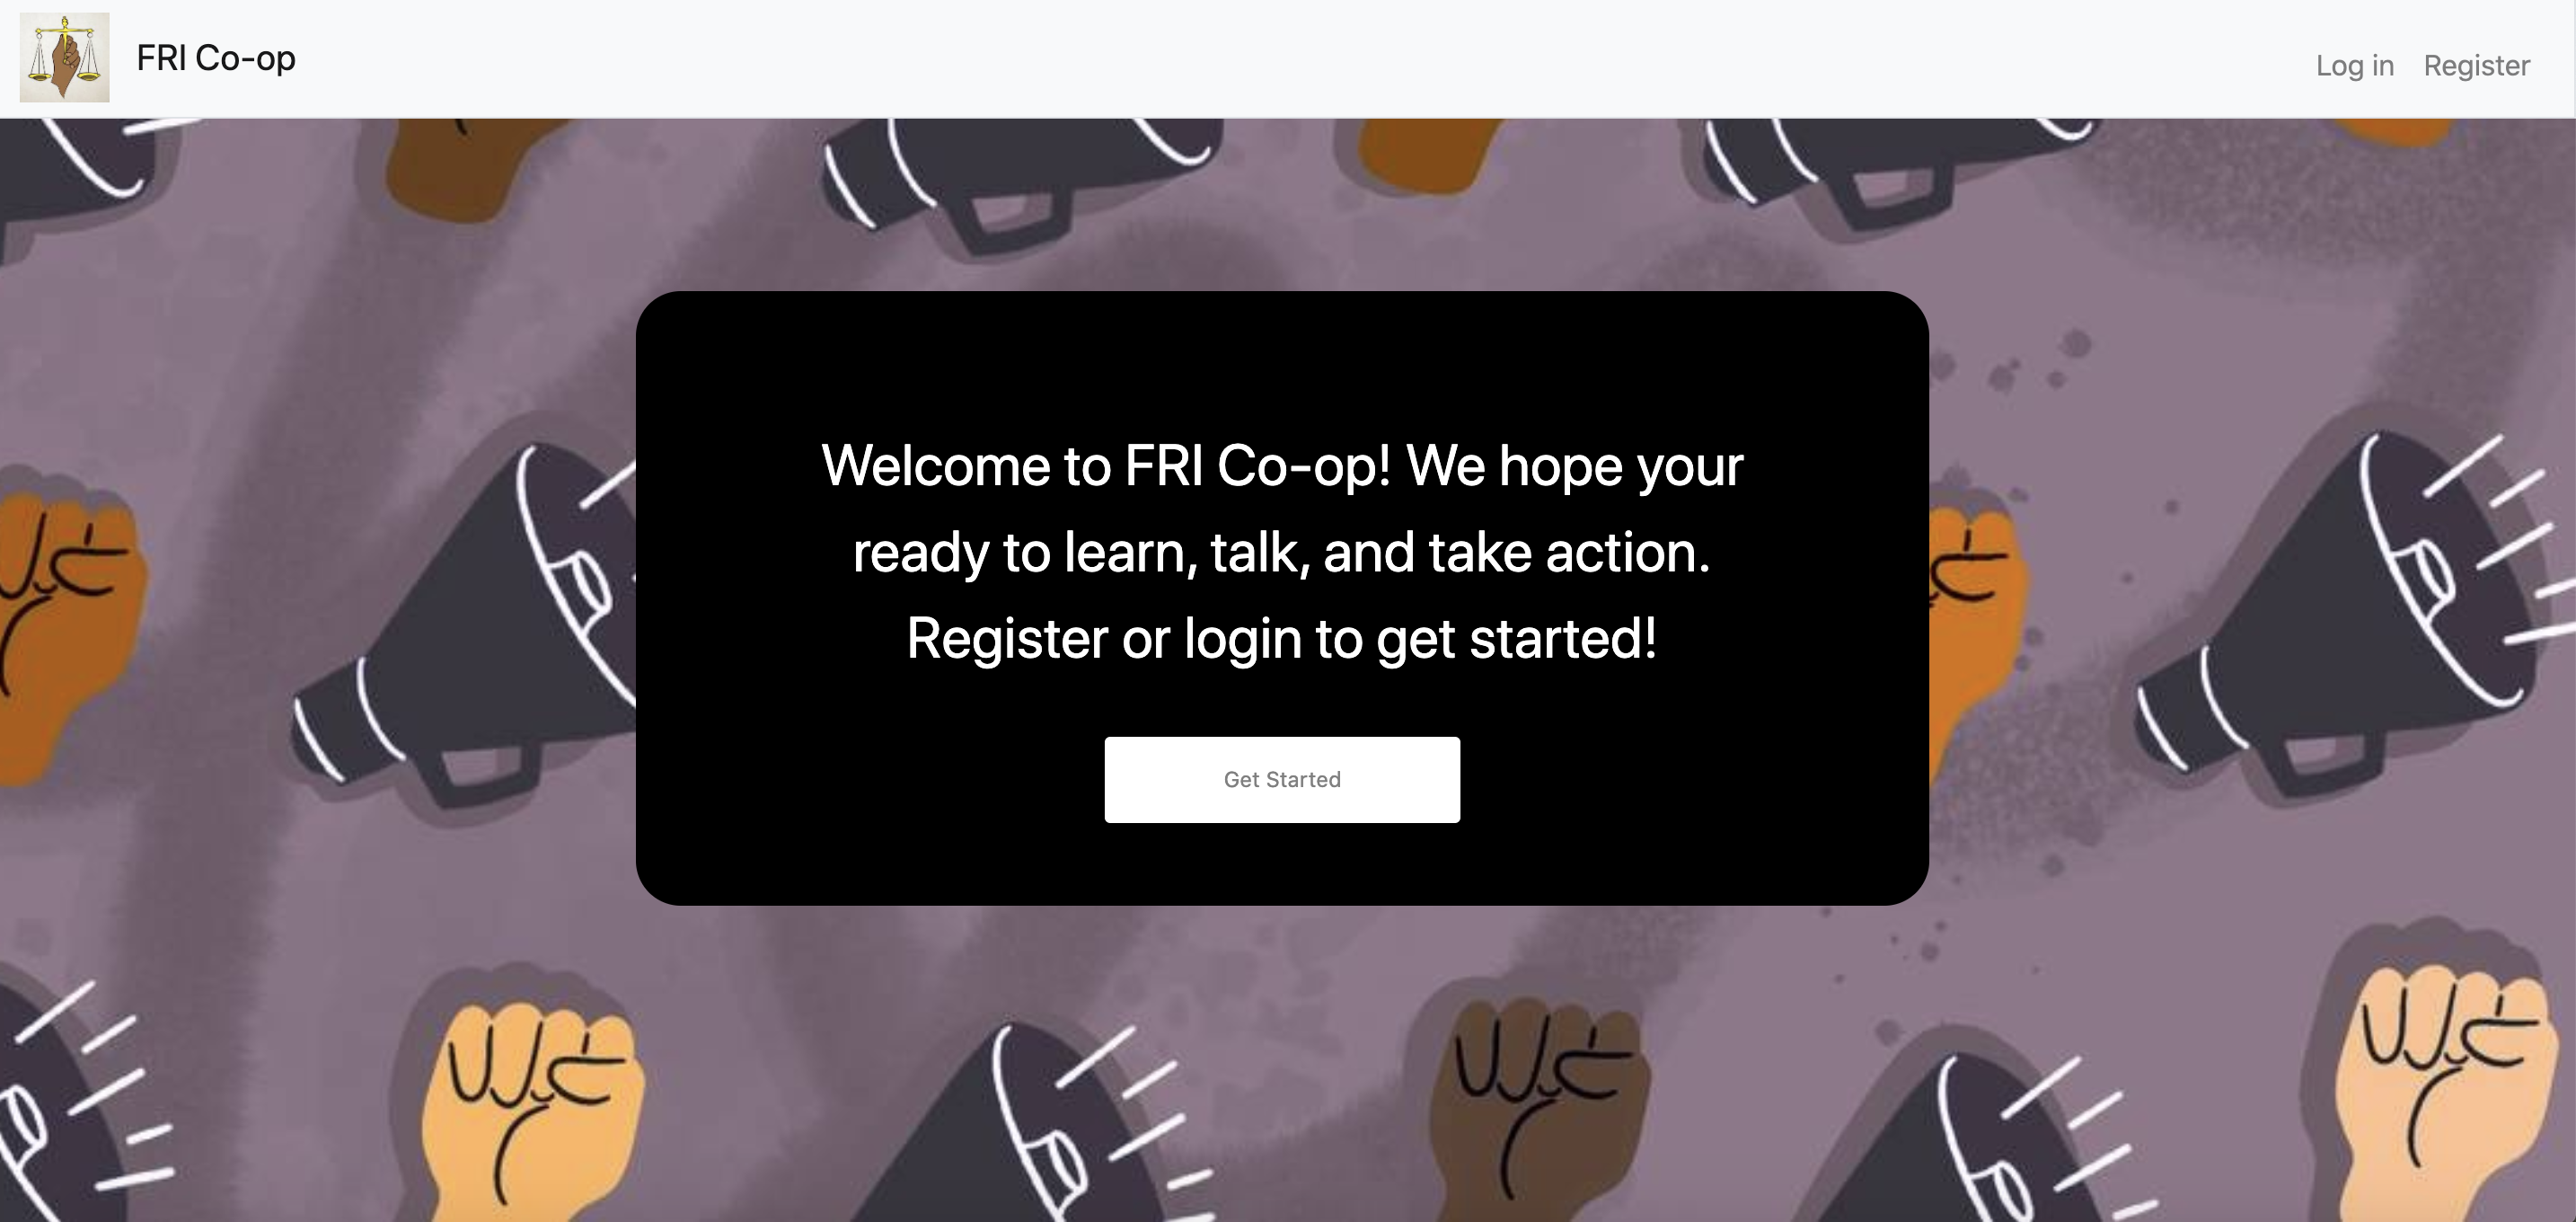 FRI Co-op
Log in
Register
Welcome to FRI Co-op! We hope your
ready to learn, talk, and take action.
Register or login to get started!
Get Started